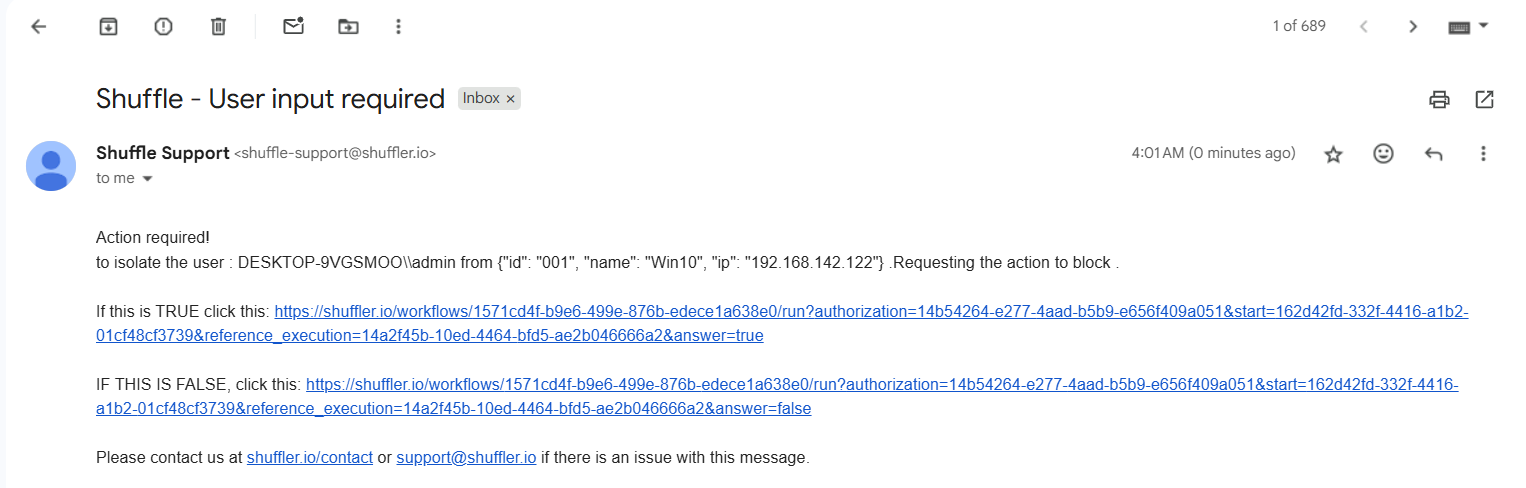 1 of 689
Shuffle - User input required Inbox ×
Shuffle Support <shuffle-support@shuffler.io> 4:01 AM (0 minutes ago)
to me
Action required!
to isolate the user : DESKTOP-9VGSMOO\\admin from {"id": "001", "name": "Win10", "ip": "192.168.142.122"} .Requesting the action to block .
If this is TRUE click this: https://shuffler.io/workflows/1571cd4f-b9e6-499e-876b-edece1a638e0/run?authorization=14b54264-e277-4aad-b5b9-e656f409a051&start=162d42fd-332f-4416-a1b2-
01cf48cf3739&reference_execution=14a2f45b-10ed-4464-bfd5-ae2b046666a2&answer=true
IF THIS IS FALSE, click this: https://shuffler.io/workflows/1571cd4f-b9e6-499e-876b-edece1a638e0/run?authorization=14b54264-e277-4aad-b5b9-e656f409a051&start=162d42fd-332f-4416-
a1b2-01cf48cf3739&reference_execution=14a2f45b-10ed-4464-bfd5-ae2b046666a2&answer=false
Please contact us at shuffler.io/contact or support@shuffler.io if there is an issue with this message.